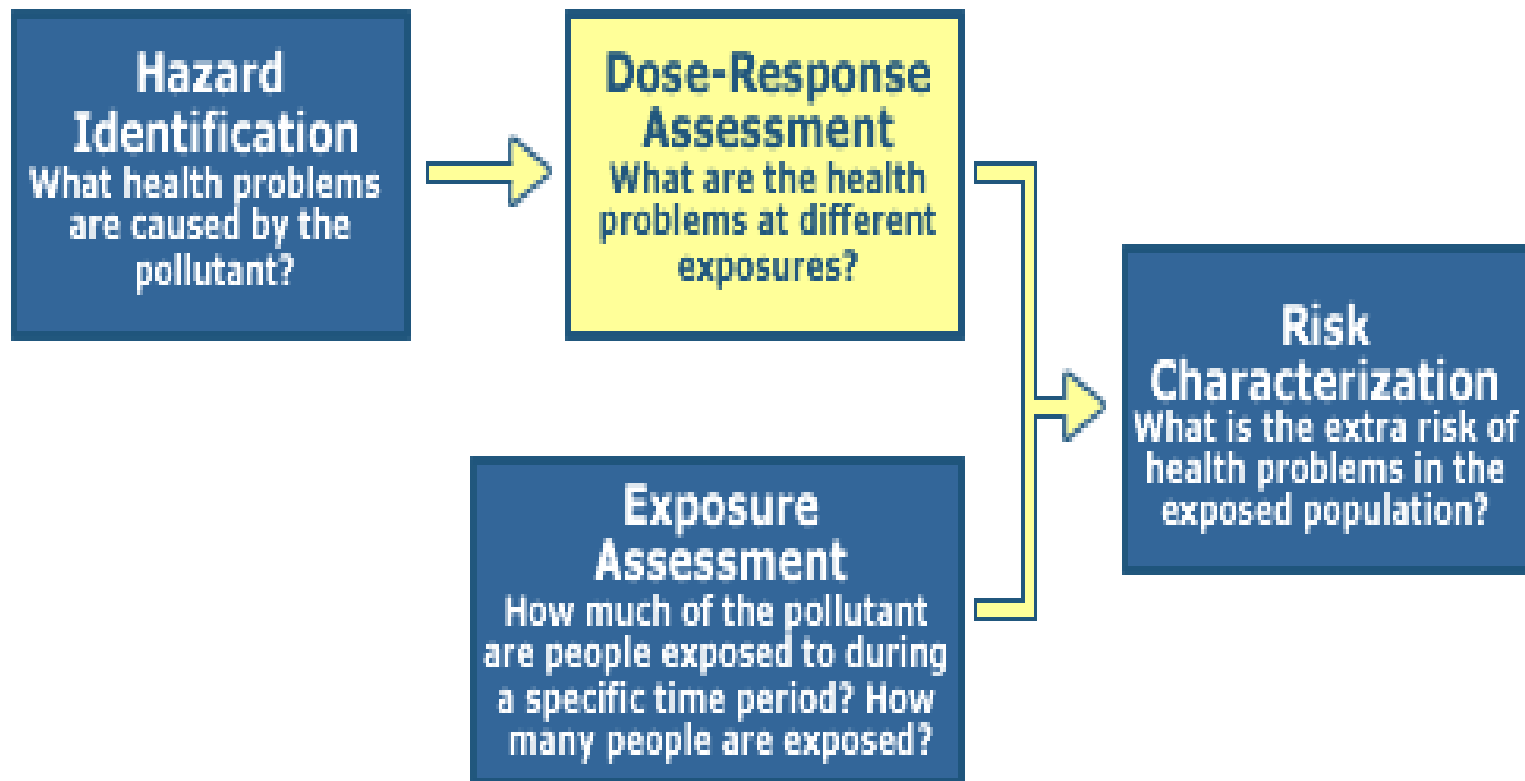 Hazard
Identification
What health problems
are caused by the
pollutant?
Dose-Response
Assessment
What are the health
problems at different
exposures?
Exposure
Assessment
How much of the pollutant
are people exposed to during
a specific time period? How
many people are exposed?
Risk
Characterization
What is the extra risk of
health problems in the
exposed population?